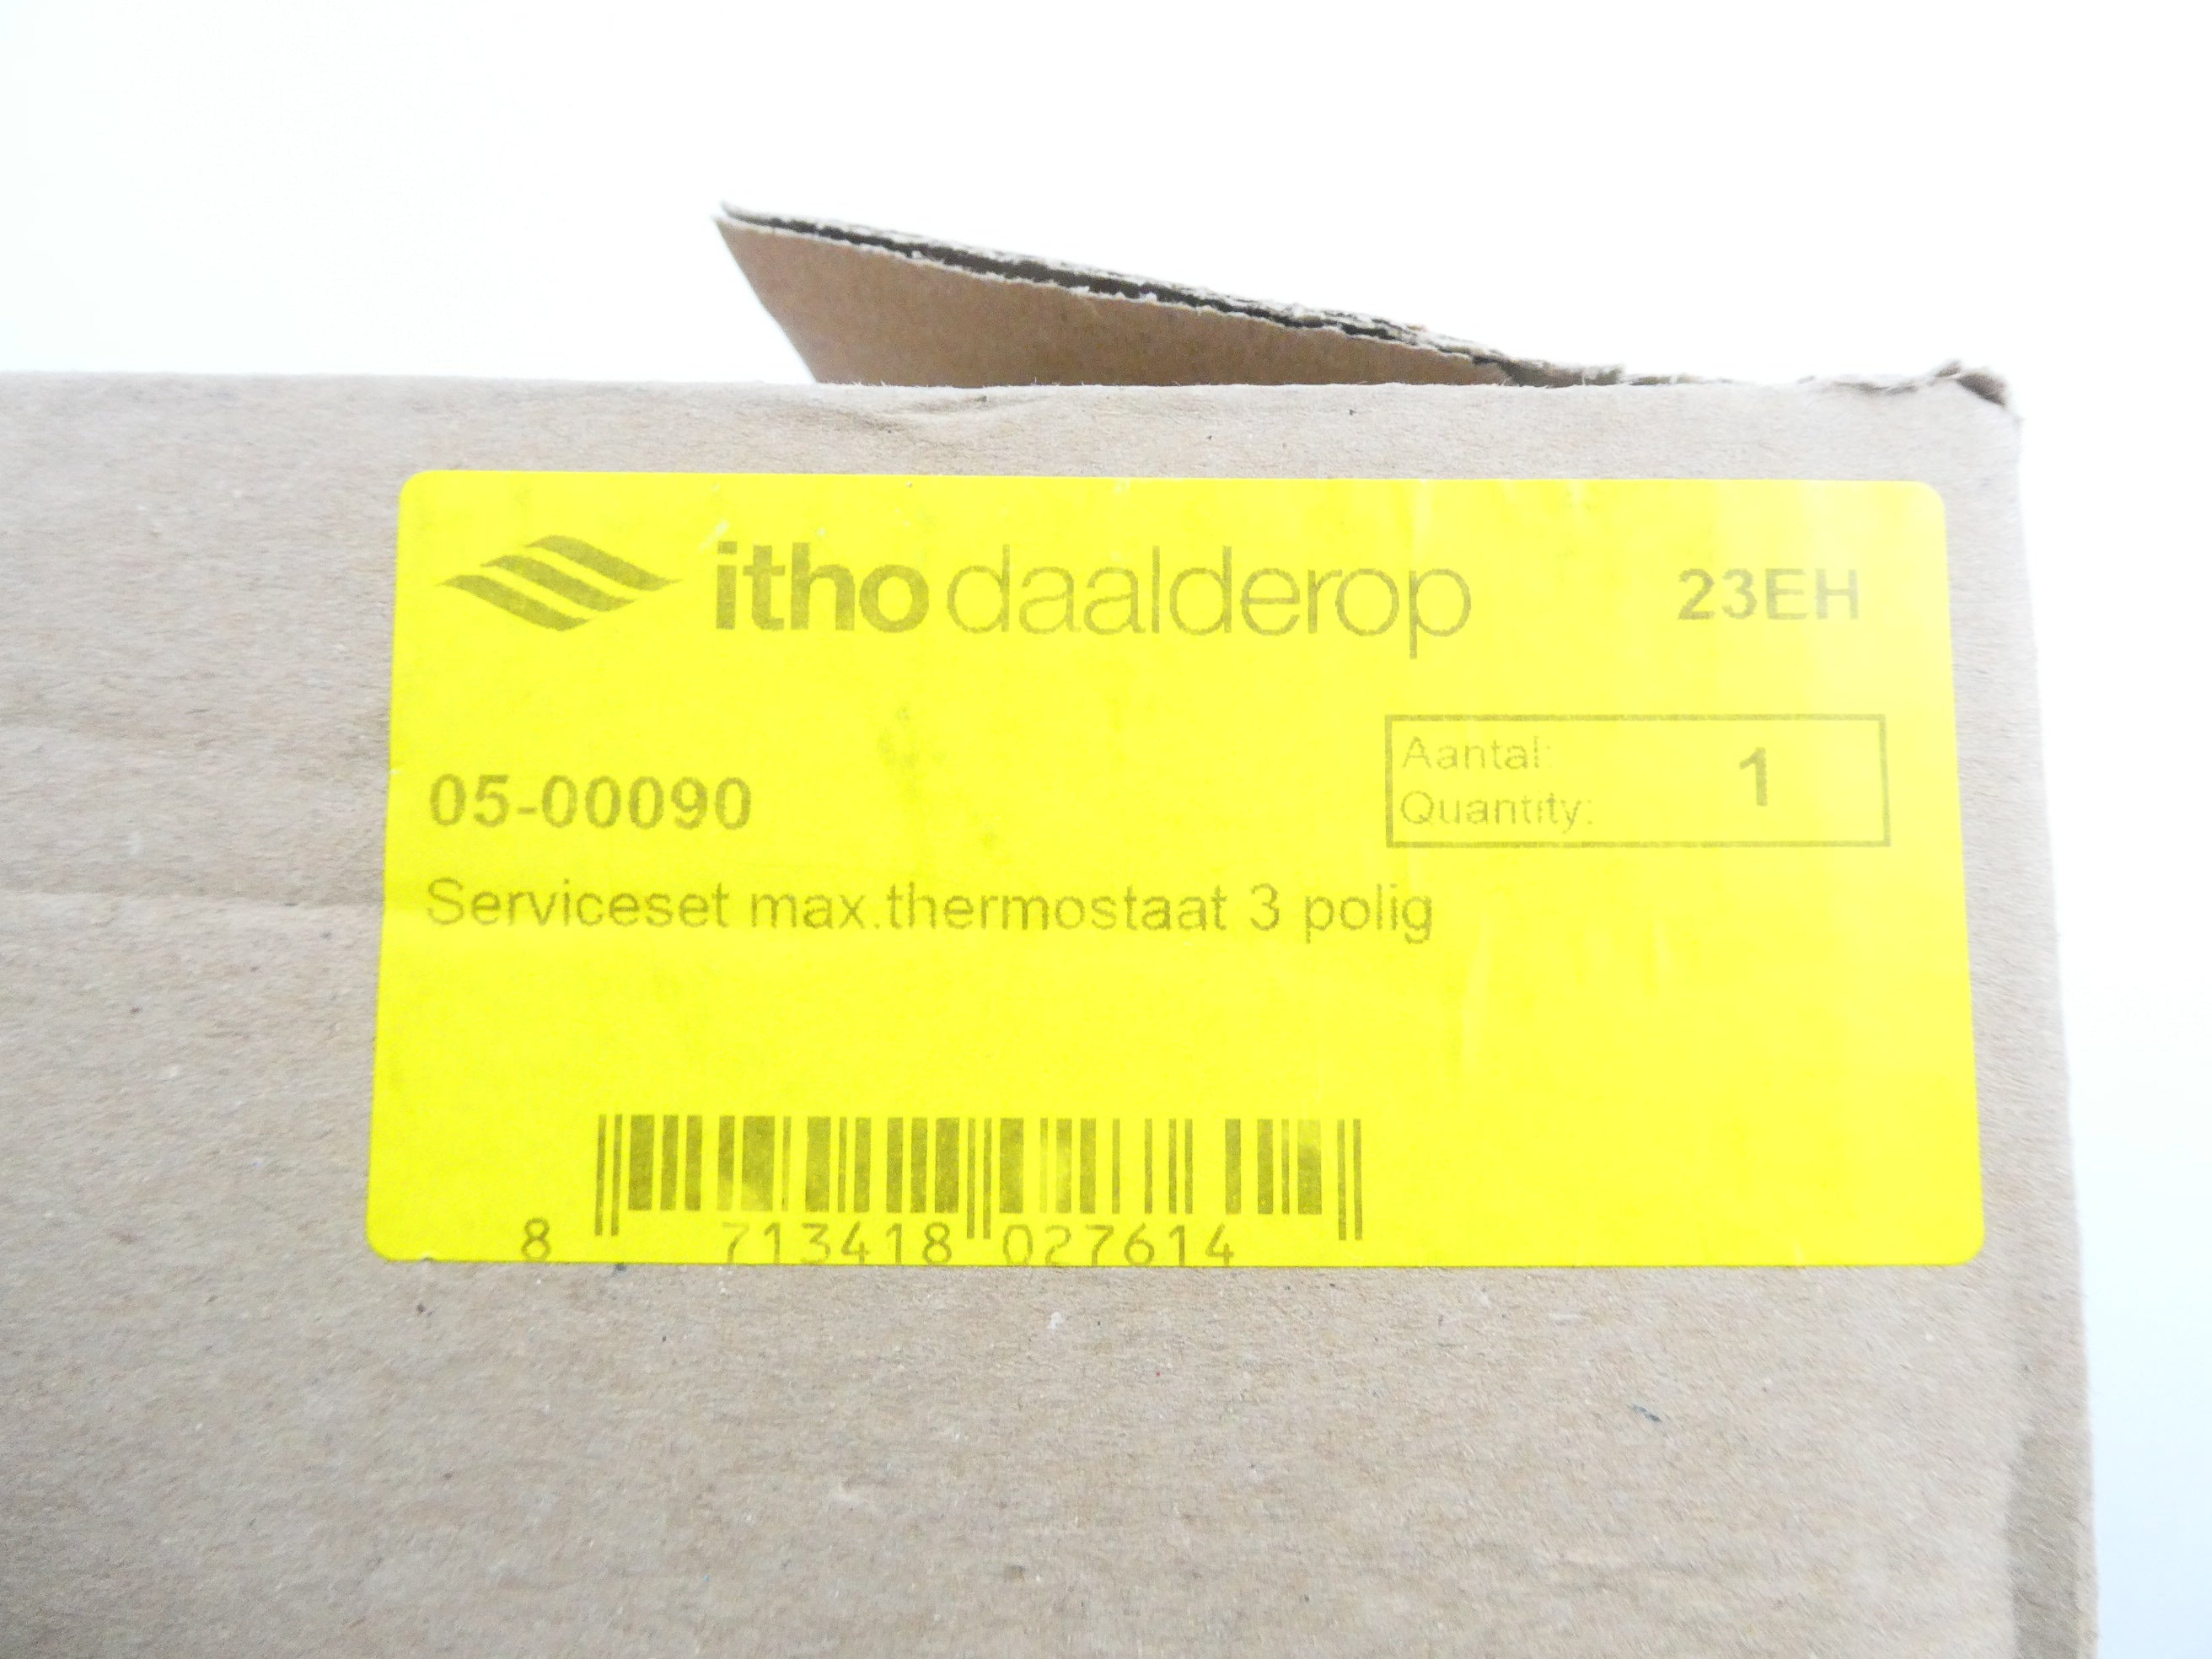 itho daalderop
23EH
05-00090
Aantal:
Quantity:
1
Serviceset max.thermostaat 3 polig
8 713418 027614